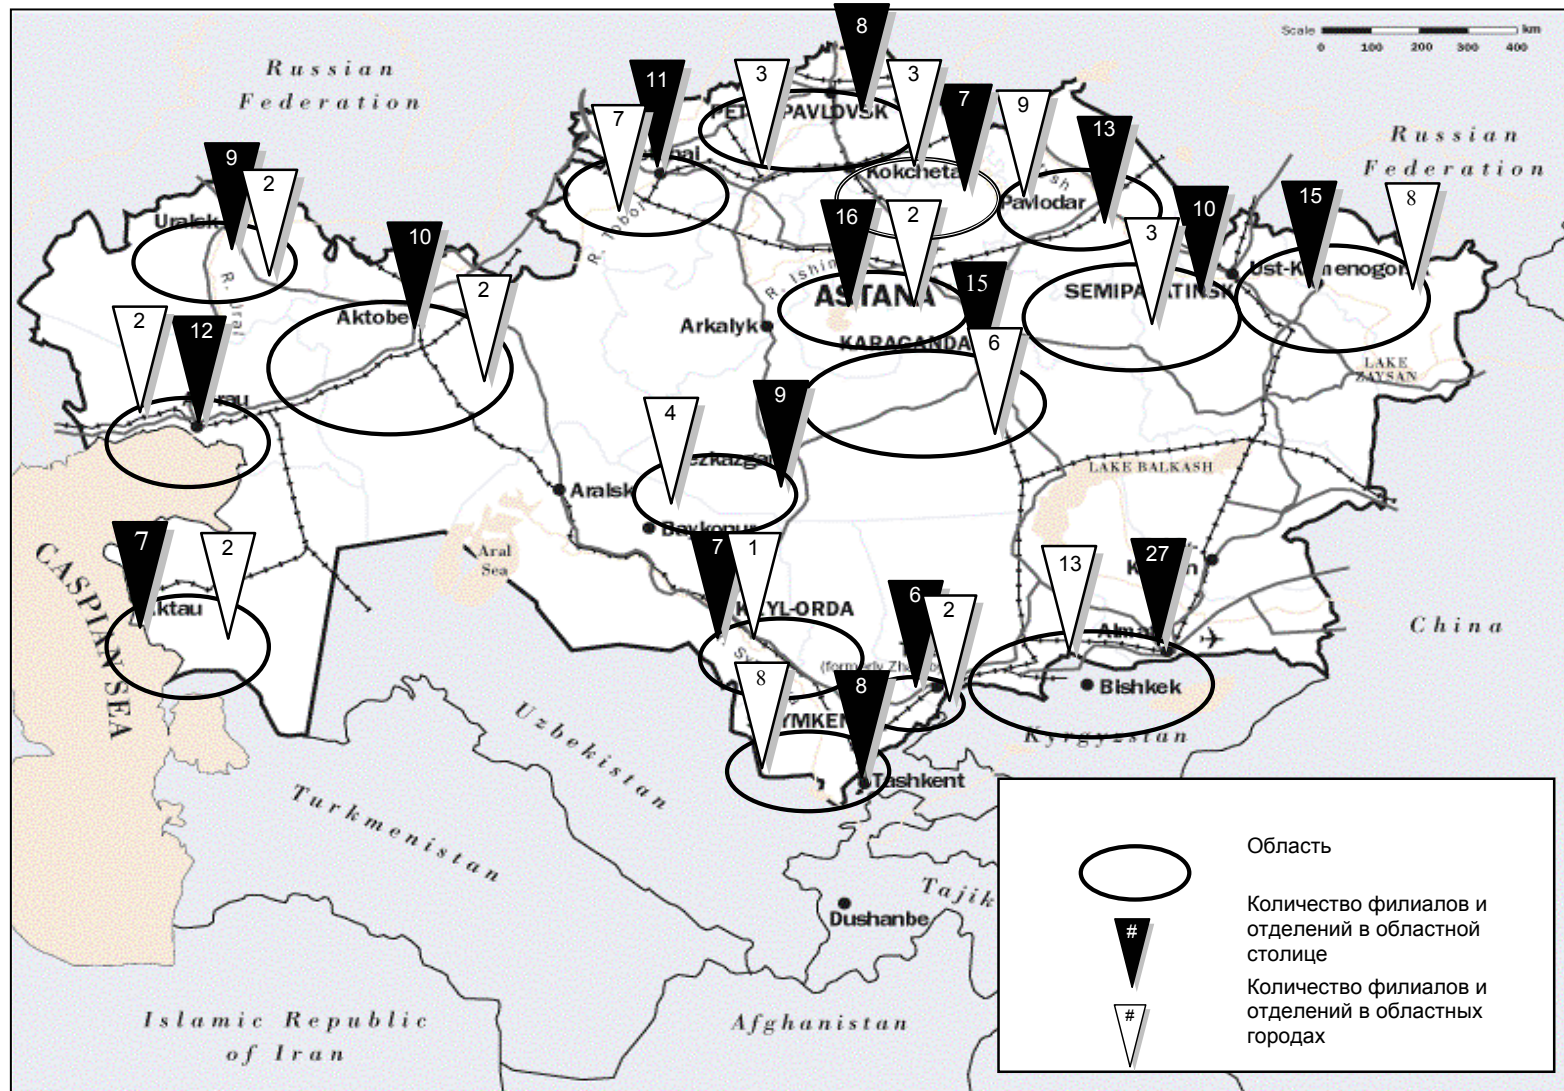 8
Scale
km
0 100 200 300 400
Russian
Federation
11
3
3
7
9
13
7
PAVLOVSK
Russian
Federation
Kokcheta
9
2
Pavlodar
10
15
8
Uralsk
R. Tobol
16
2
3
10
R. Ishim
Ust-Kamenogorsk
R. Ural
2
ASTANA
15
SEMIPALATINSK
2
12
Aktobe
Arkalyk
KARAGANDA
6
LAKE
ZAYSAN
4
9
LAKE BALKASH
Aralsk
Baykonur
7
2
Aral
Sea
7
1
13
27
CASPIAN SEA
Aktau
KZYL-ORDA
6
2
Almaty
China
(formerly
8
8
Bishkek
Uzbekistan
Kyrgyzstan
Tashkent
Turkmenistan
Tajik
Dushanbe
Islamic Republic
of Iran
Afghanistan
Область
#
Количество филиалов и
отделений в областной
столице
#
Количество филиалов и
отделений в областных
городах